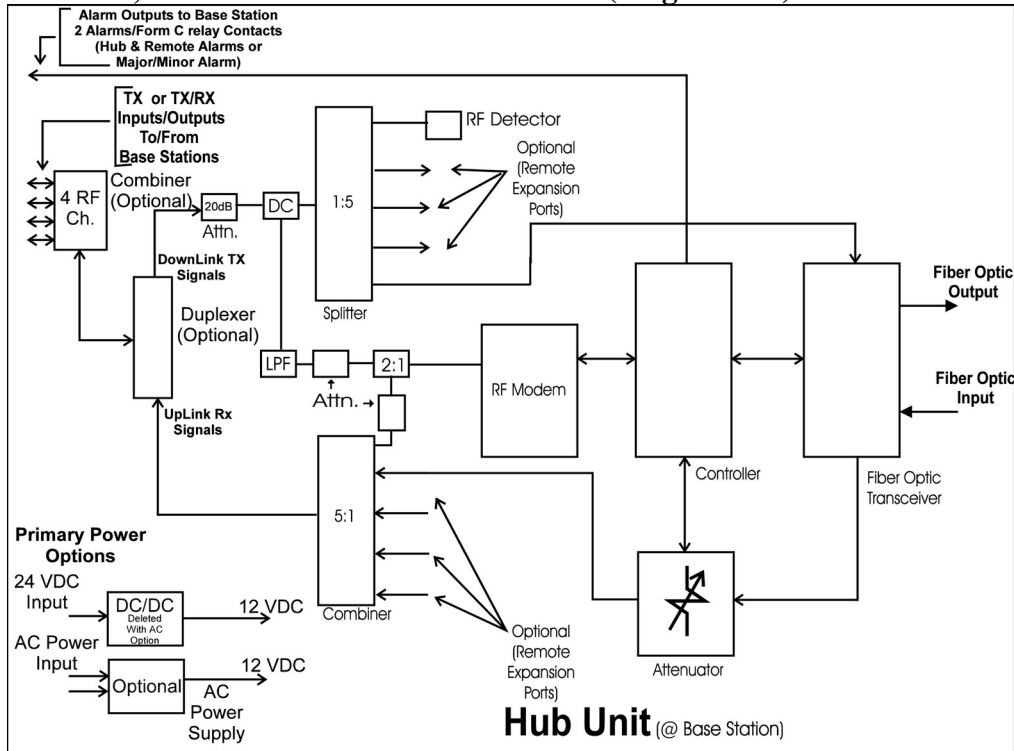 Alarm Outputs to Base Station
2 Alarms/Form C relay Contacts
(Hub & Remote Alarms or
Major/Minor Alarm)
TX or TX/RX
Inputs/Outputs
To/From
Base Stations
Combiner
(Optional)
4 RF
Ch.
20dB
Attn.
DC
1:5
Splitter
RF Detector
Optional
(Remote
Expansion
Ports)
DownLink TX
Signals
Duplexer
(Optional)
LPF
Attn.
2:1
RF Modem
Controller
Fiber Optic
Transceiver
Fiber Optic
Output
Fiber Optic
Input
UpLink Rx
Signals
5:1
Combiner
Optional
(Remote
Expansion
Ports)
Attenuator
Primary Power
Options
24 VDC
Input
DC/DC
Deleted
With AC
Option
12 VDC
AC Power
Input
Optional
12 VDC
AC
Power
Supply
Hub Unit (@ Base Station)